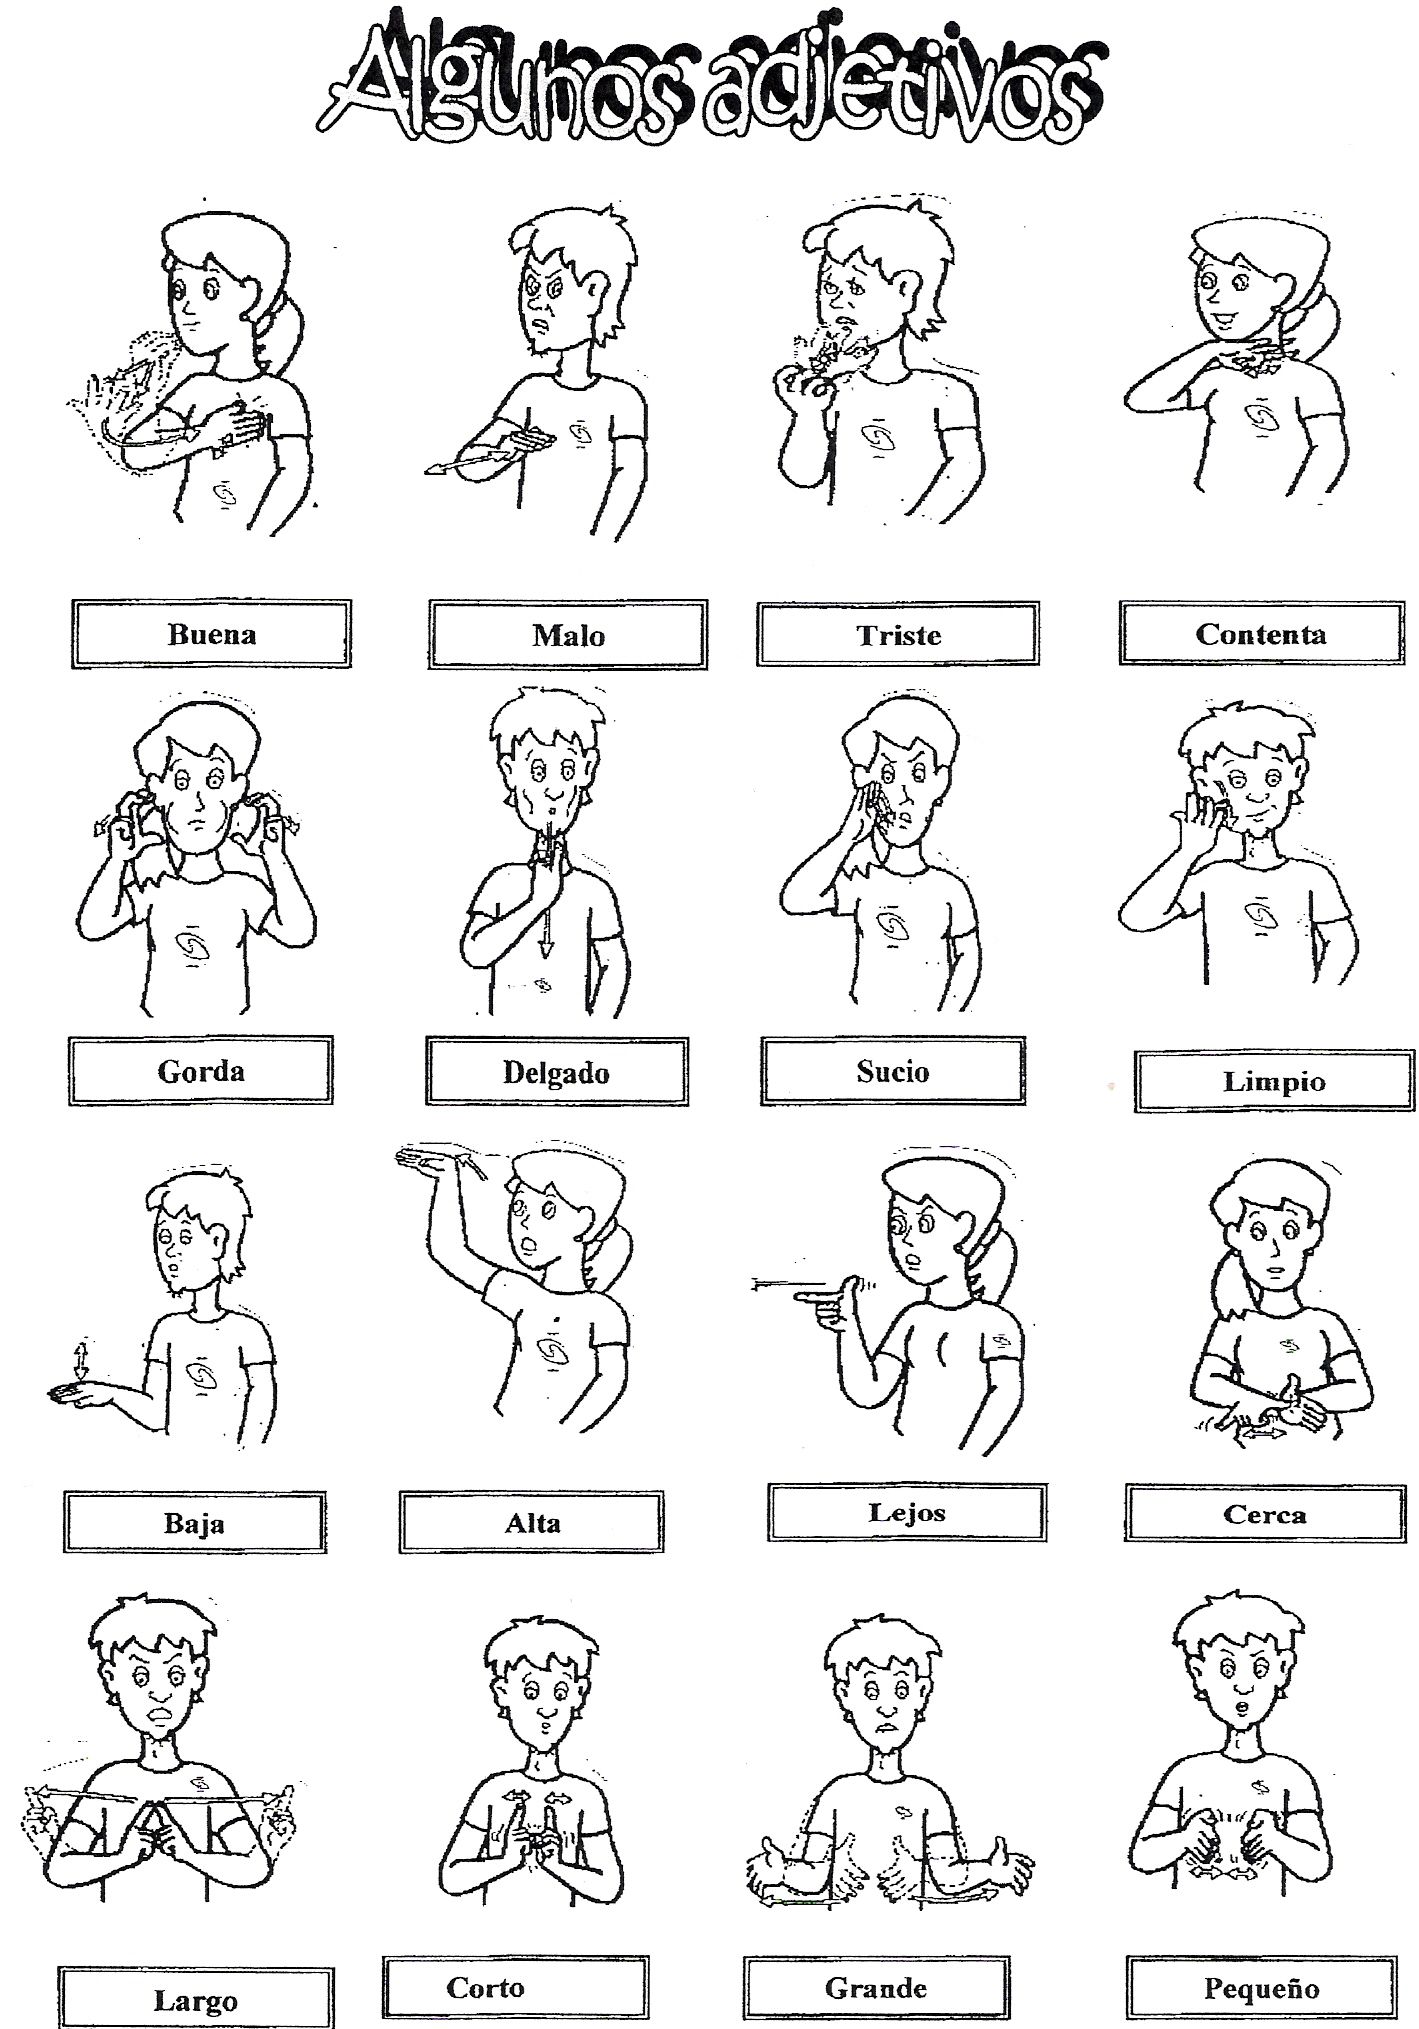 Algunos adjetivos
Buena
Malo
Triste
Contenta
Gorda
Delgado
Sucio
Limpio
Baja
Alta
Lejos
Cerca
Largo
Corto
Grande
Pequeño